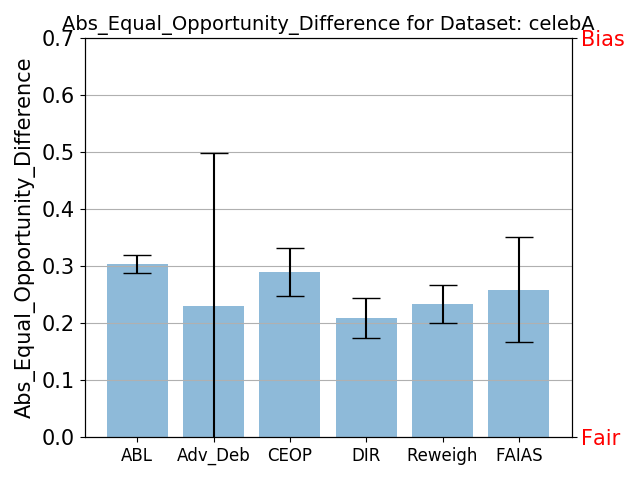 Abs_Equal_Opportunity_Difference for Dataset: celebA
Bias
Fair
Abs_Equal_Opportunity_Difference
0.7
0.6
0.5
0.4
0.3
0.2
0.1
0.0
ABL Adv_Deb CEOP DIR Reweigh FAIAS